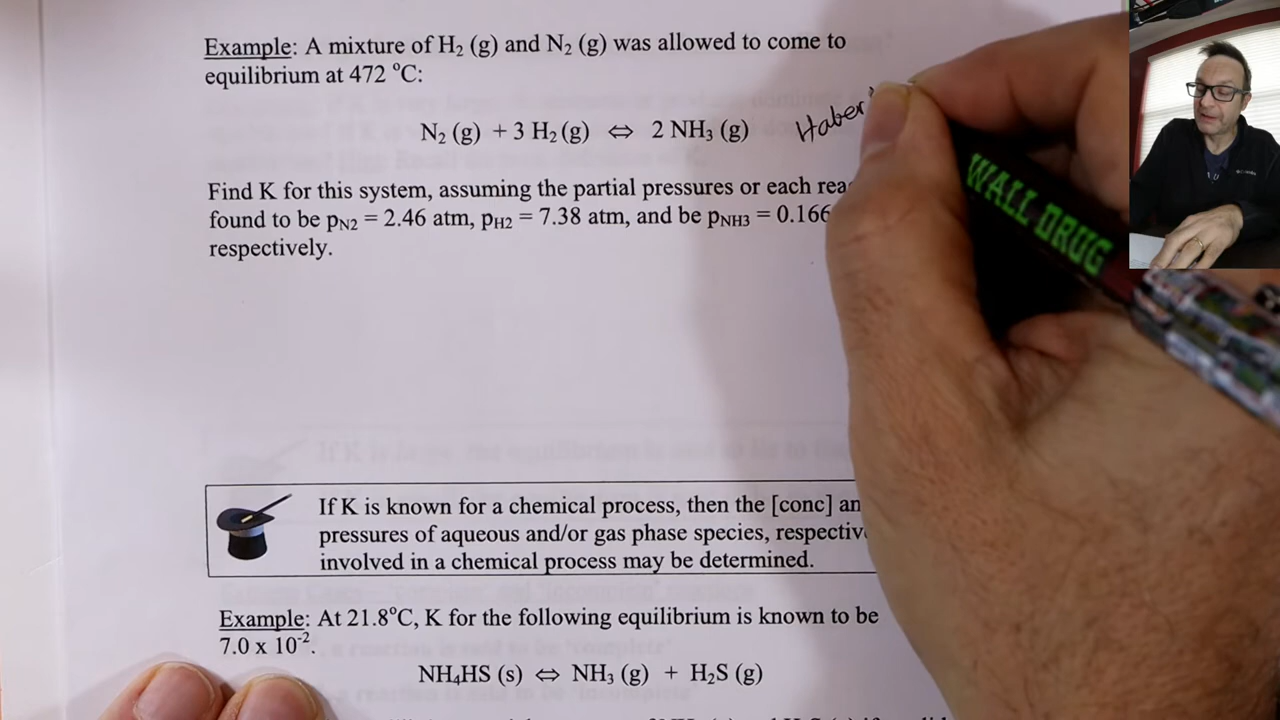 Example: A mixture of H₂ (g) and N₂ (g) was allowed to come to
equilibrium at 472 °C:
N₂ (g) + 3 H₂ (g) ⇔ 2 NH₃ (g) Haber
Find K for this system, assuming the partial pressures or each
found to be pN2 = 2.46 atm, pH2 = 7.38 atm, and be pNH3 = 0.166
respectively.
WALL DRUG
If K is known for a chemical process, then the [conc]
pressures of aqueous and/or gas phase species,
involved in a chemical process may be determined.
Example: At 21.8°C, K for the following equilibrium is known to be
7.0 x 10⁻².
NH₄HS (s) ⇔ NH₃ (g) + H₂S (g)